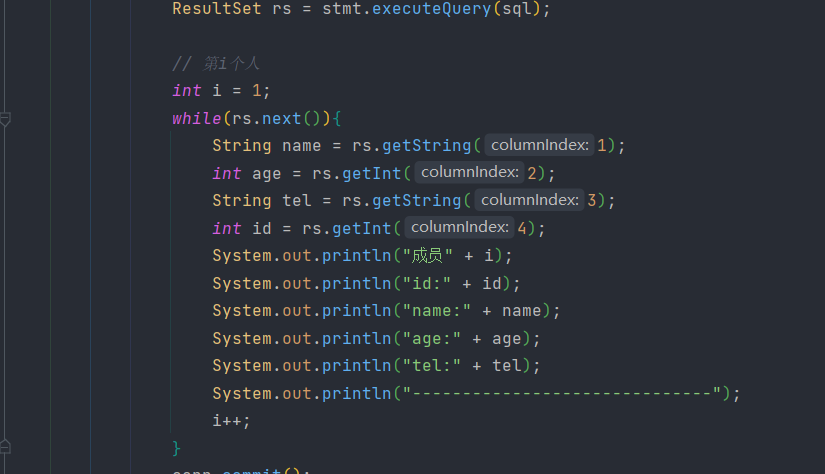 ResultSet rs = stmt.executeQuery(sql);
// 第i个人
int i = 1;
while(rs.next()){
String name = rs.getString( columnIndex: 1);
int age = rs.getInt( columnIndex: 2);
String tel = rs.getString( columnIndex: 3);
int id = rs.getInt( columnIndex: 4);
System.out.println("成员" + i);
System.out.println("id:" + id);
System.out.println("name:" + name);
System.out.println("age:" + age);
System.out.println("tel:" + tel);
System.out.println("------------------------------");
i++;
}
conn.commit();